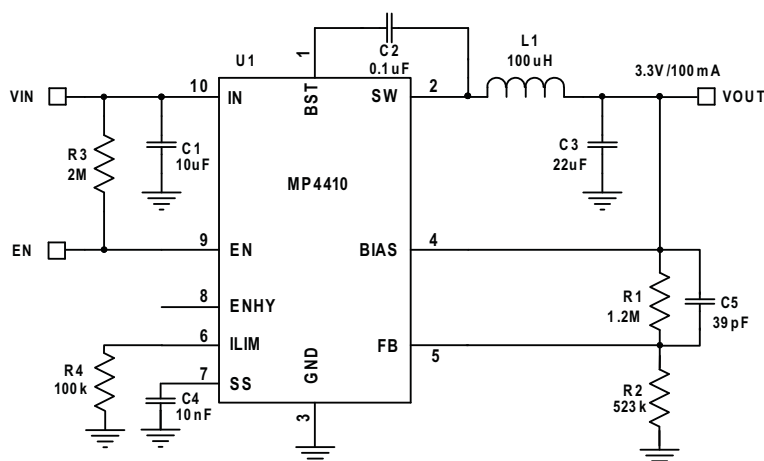 U1
1
C2
0.1uF
L1
100uH
3.3V/100mA
VIN
10
IN
BST
SW
2
VOUT
R3
2M
C1
10uF
C3
22uF
MP4410
EN
9
EN
BIAS
4
8
ENHY
R1
1.2M
C5
39pF
6
ILIM
FB
5
R4
100k
7
SS
GND
C4
10nF
3
R2
523k